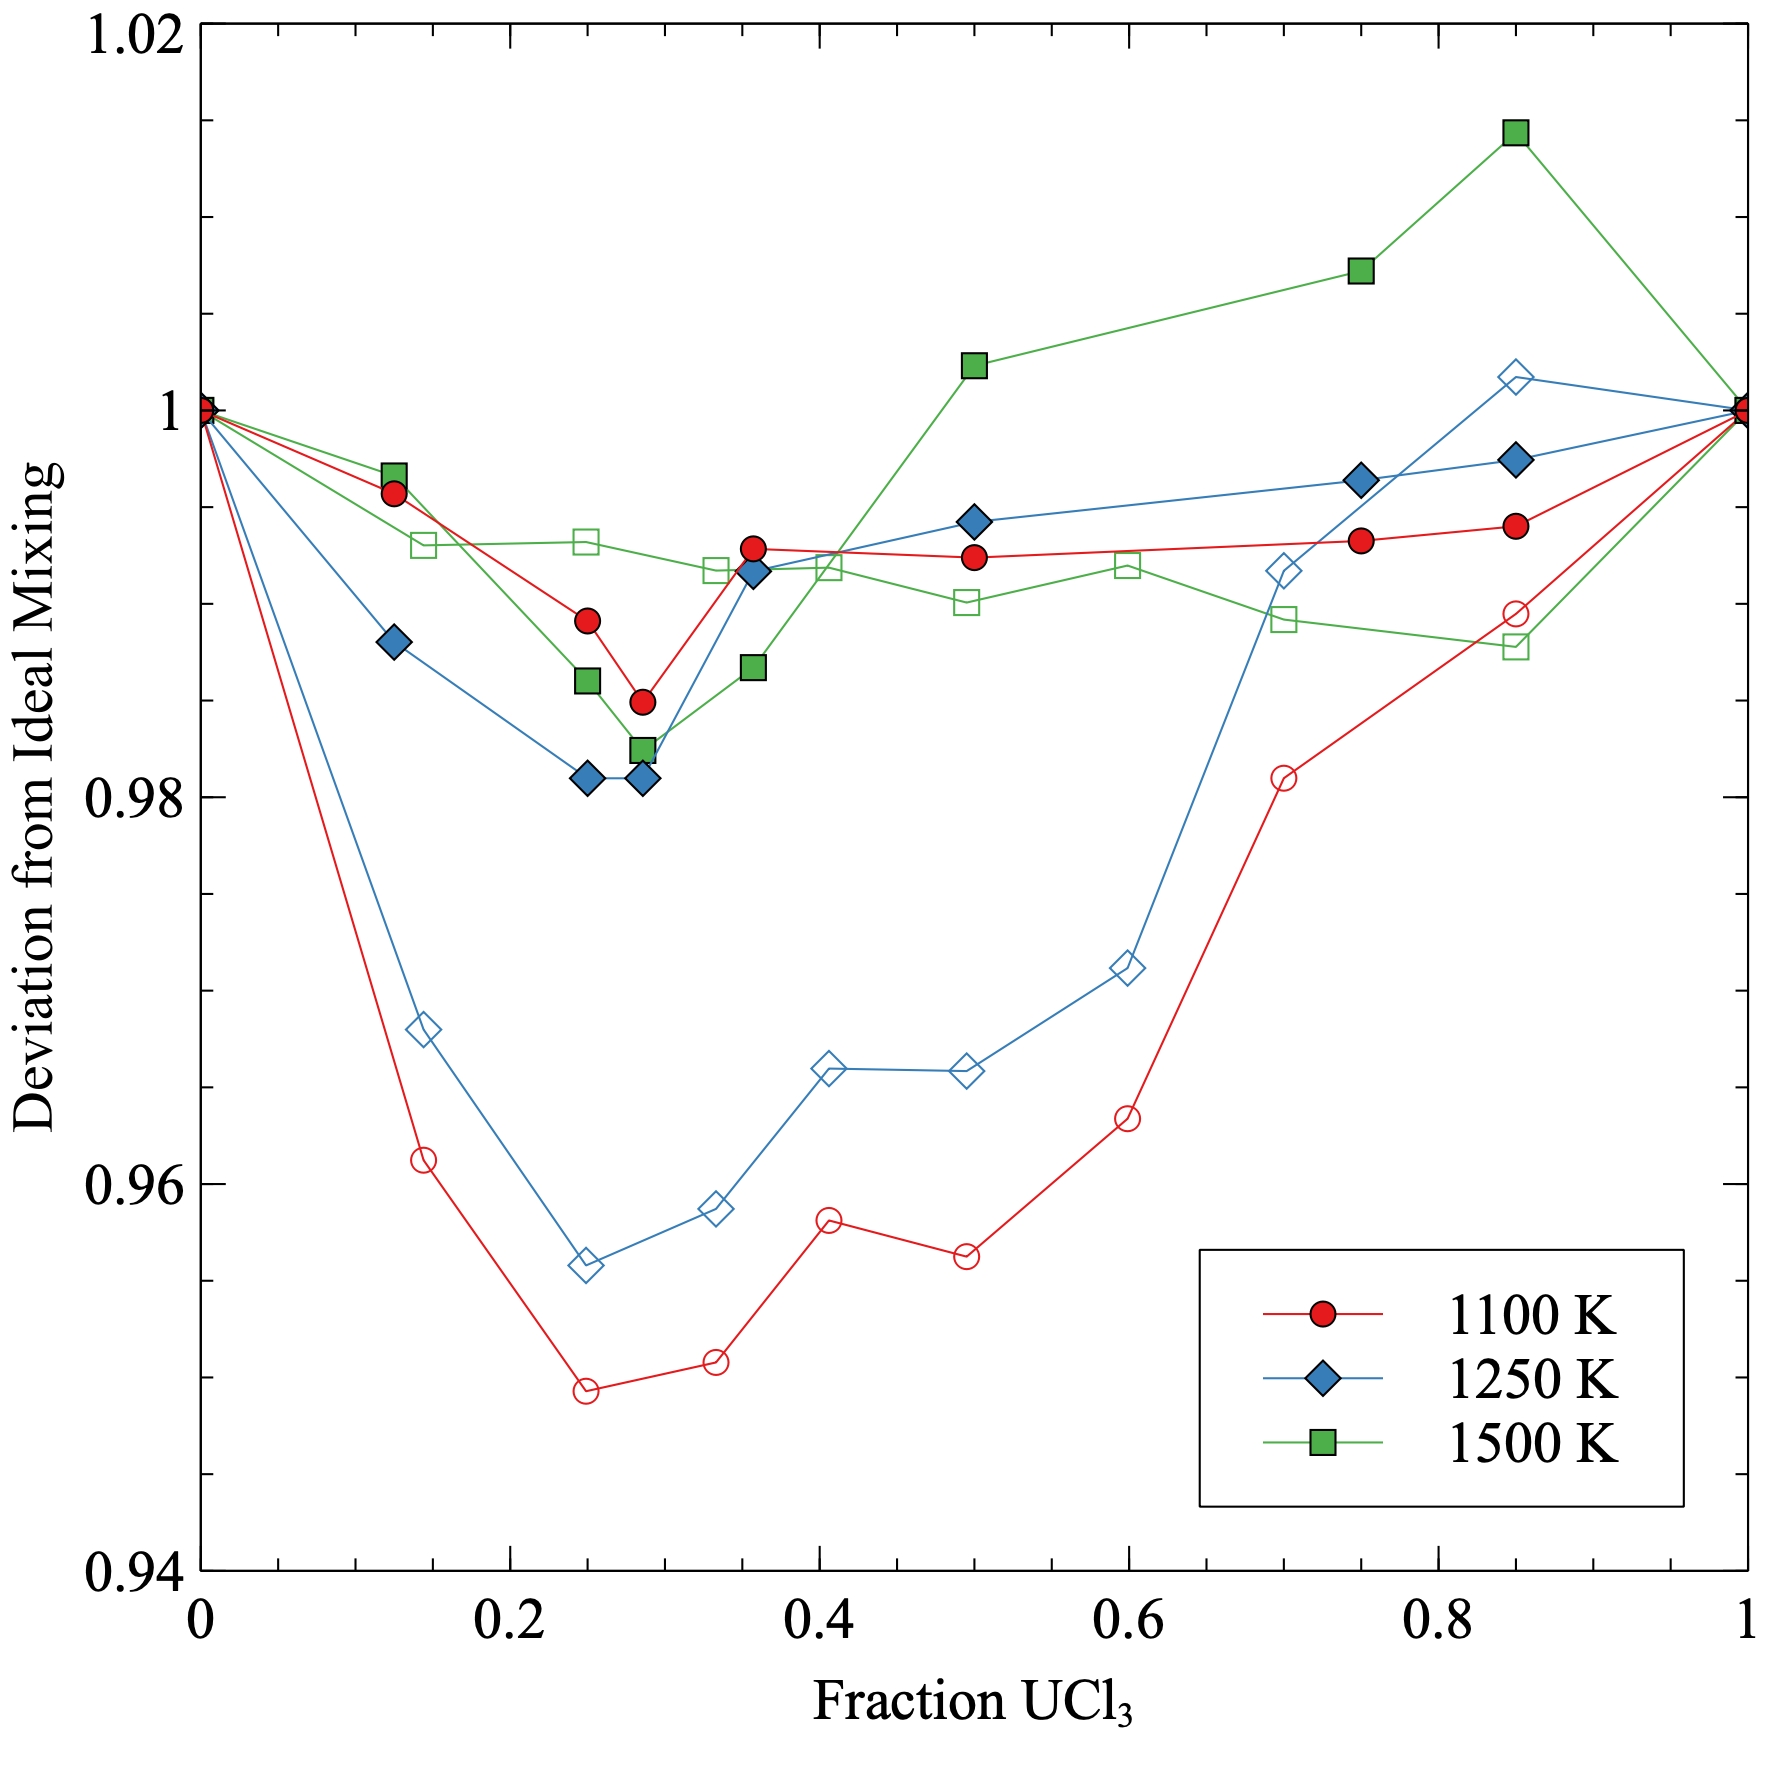 1.02
1
0.98
0.96
0.94
Deviation from Ideal Mixing
0 0.2 0.4 0.6 0.8 1
Fraction UCl₃
1100 K
1250 K
1500 K